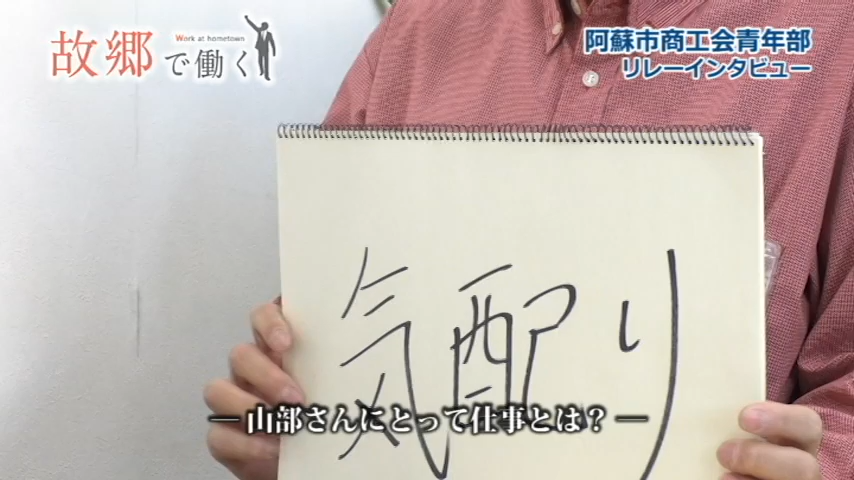 Work at hometown
故郷で働く
阿蘇市商工会青年部
リレーインタビュー
気配り
― 山部さんにとって仕事とは？ ―